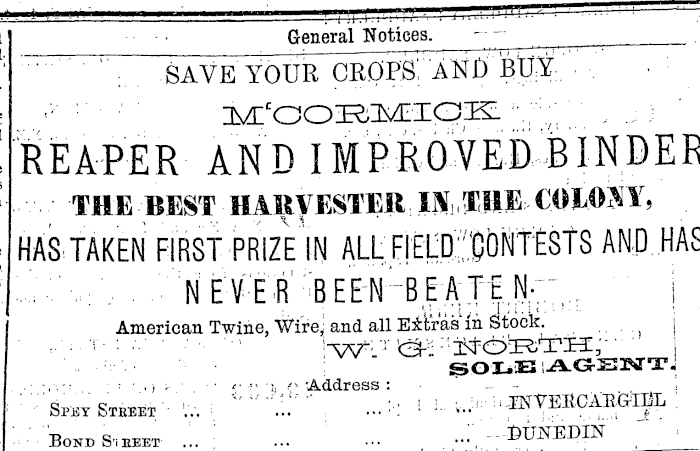 General Notices.
SAVE YOUR CROPS AND BUY
M'CORMICK
REAPER AND IMPROVED BINDER
THE BEST HARVESTER IN THE COLONY,
HAS TAKEN FIRST PRIZE IN ALL FIELD CONTESTS AND HAS
NEVER BEEN BEATEN.
American Twine, Wire, and all Extras in Stock.
W. G. NORTH,
SOLE AGENT.
Address :
SPEY STREET ... ... ... ... INVERCARGILL
BOND STREET ... ... ... ... DUNEDIN